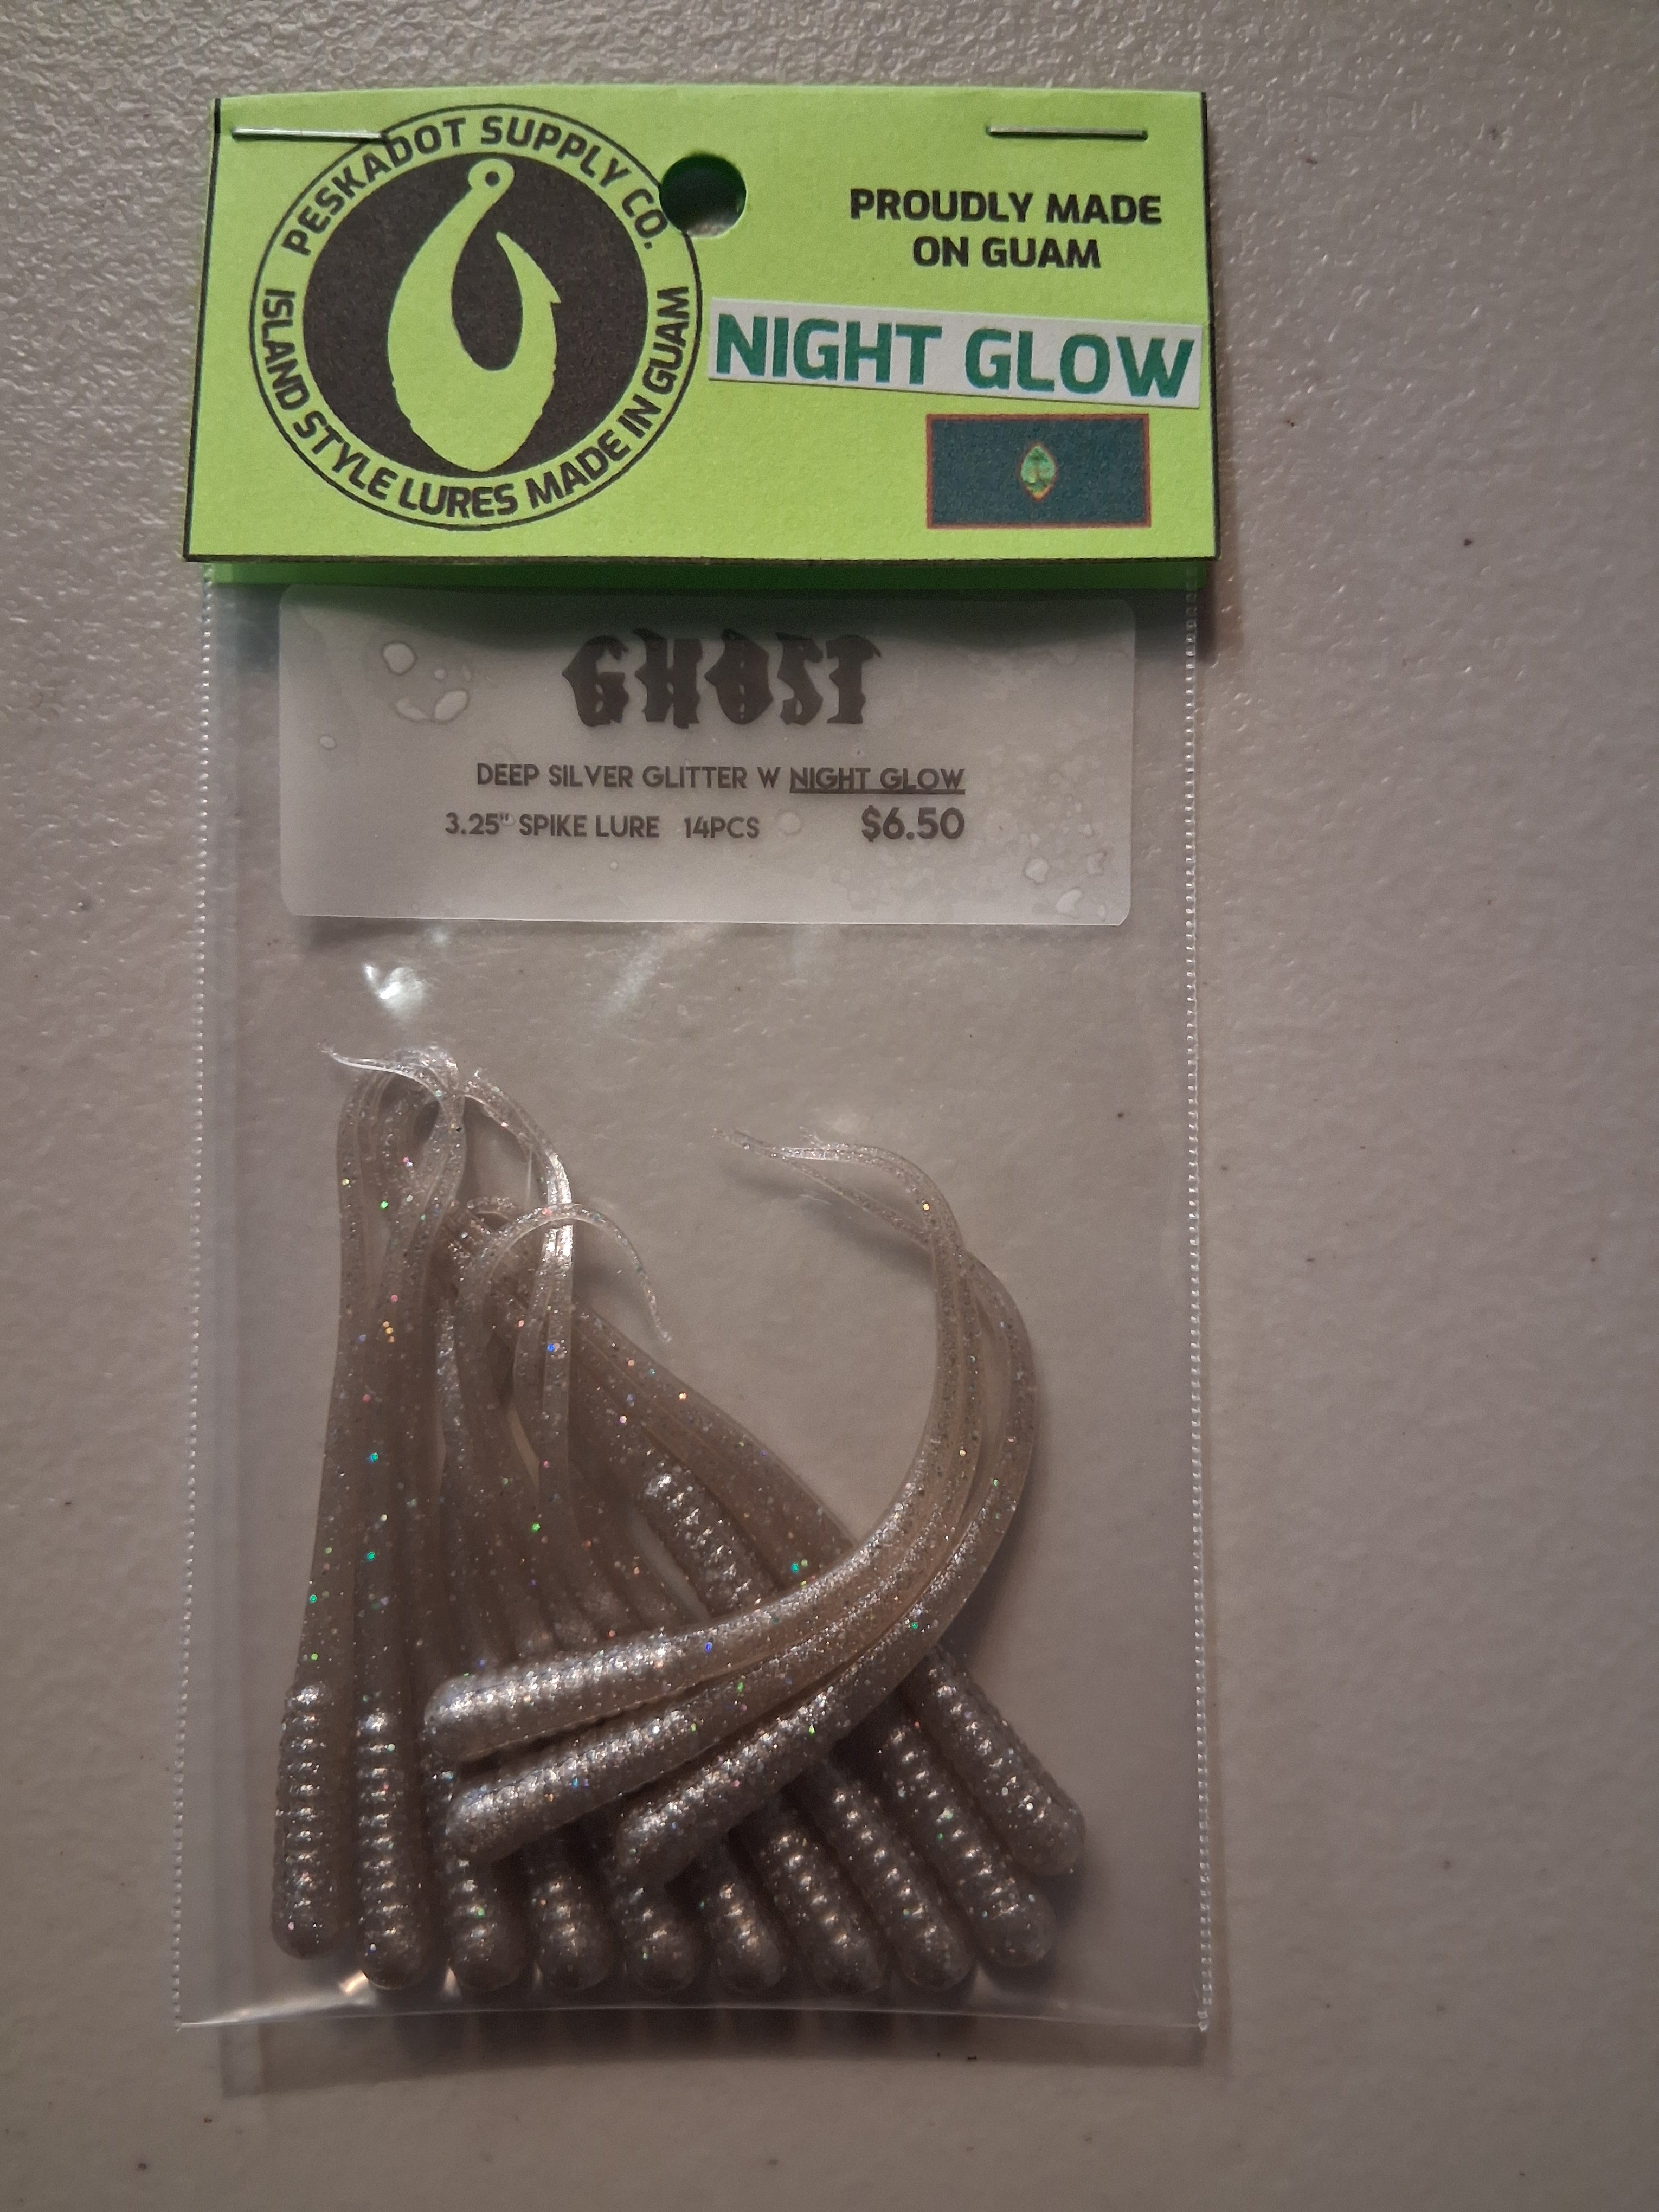 PESKADOT SUPPLY CO.
ISLAND STYLE LURES MADE IN GUAM
PROUDLY MADE
ON GUAM
NIGHT GLOW
GHOST
DEEP SILVER GLITTER W NIGHT GLOW
3.25" SPIKE LURE 14PCS $6.50